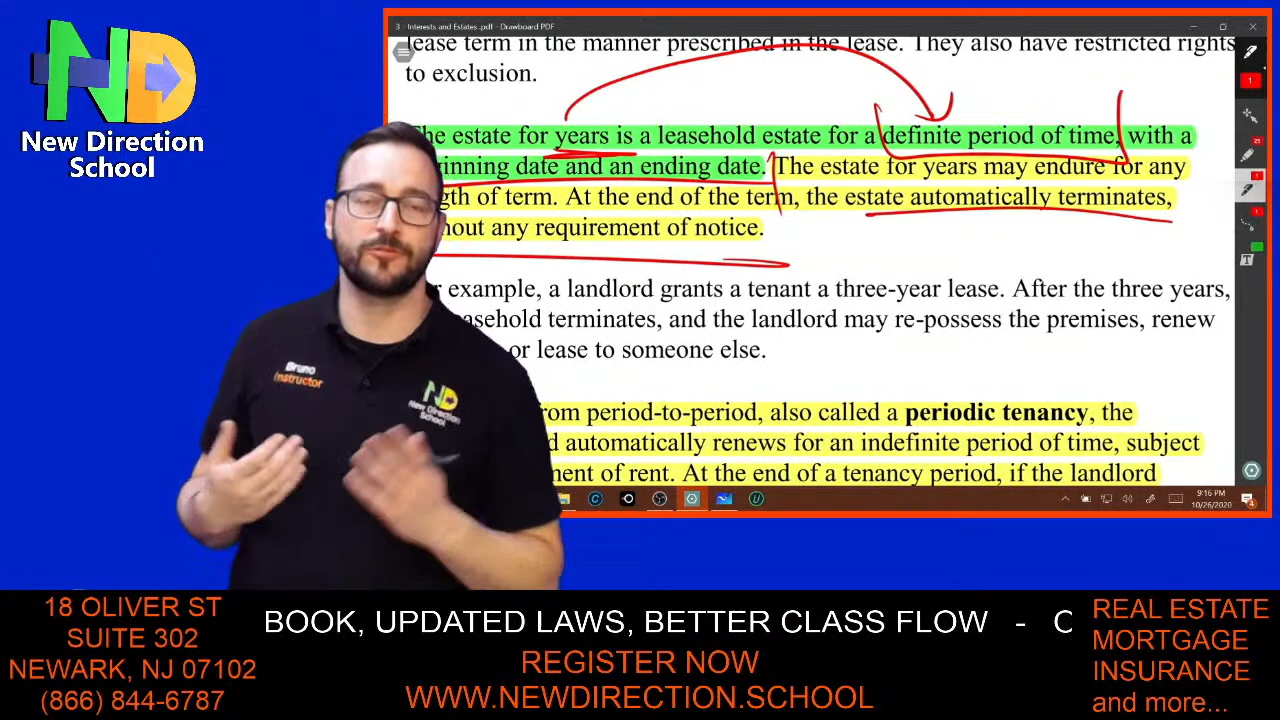 ND
New Direction
School
3 Interests and Estates .pdf - Drawboard PDF
lease term in the manner prescribed in the lease. They also have restricted rights
to exclusion.
The estate for years is a leasehold estate for a definite period of time, with a
inning date and an ending date. The estate for years may endure for any
gth of term. At the end of the term, the estate automatically terminates,
hout any requirement of notice.
example, a landlord grants a tenant a three-year lease. After the three years,
asehold terminates, and the landlord may re-possess the premises, renew
or lease to someone else.
om period-to-period, also called a periodic tenancy, the
d automatically renews for an indefinite period of time, subject
ment of rent. At the end of a tenancy period, if the landlord
9:16 PM
10/26/2020
Bruno
Instructor
ND
New Direction
School
18 OLIVER ST
SUITE 302
NEWARK, NJ 07102
(866) 844-6787
BOOK, UPDATED LAWS, BETTER CLASS FLOW - C
REGISTER NOW
WWW.NEWDIRECTION.SCHOOL
REAL ESTATE
MORTGAGE
INSURANCE
and more...